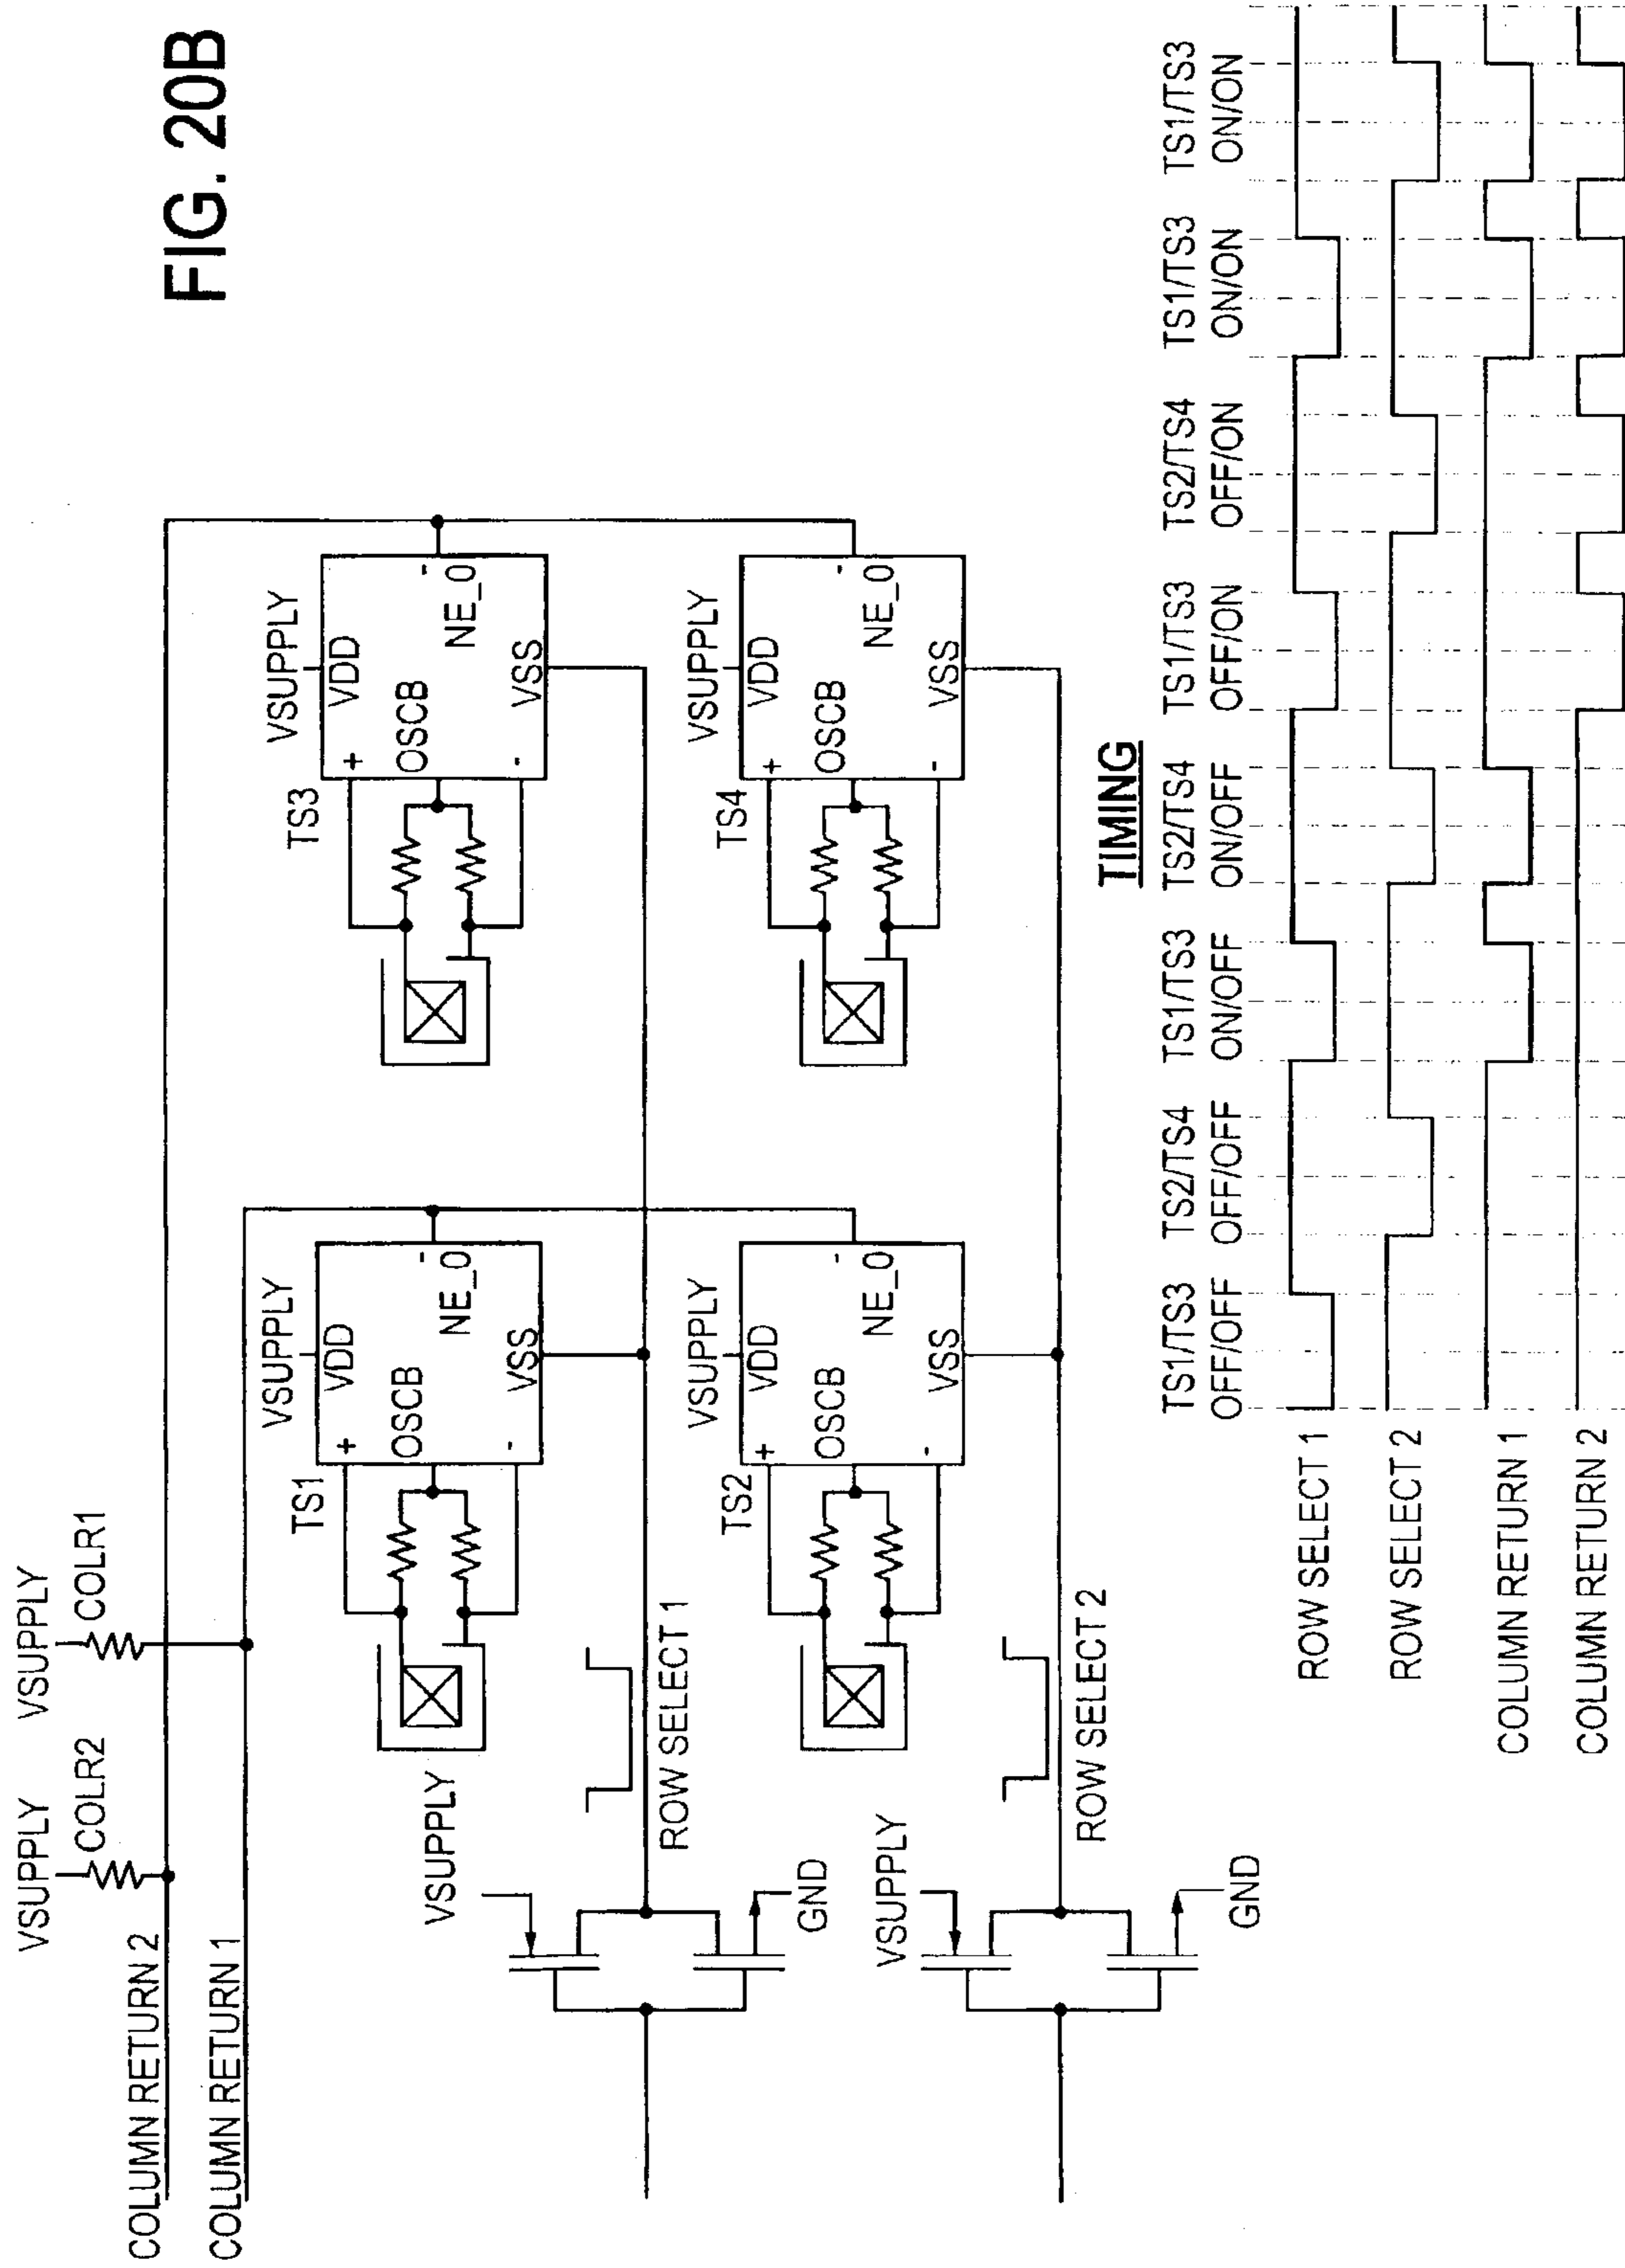 FIG. 20B
VSUPPLY
COLR2
VSUPPLY
COLR1
COLUMN RETURN 2
COLUMN RETURN 1
TS1
VSUPPLY
VDD
+
OSCB
-
NE_0
-
VSS
TS3
VSUPPLY
VDD
+
OSCB
-
NE_0
-
VSS
VSUPPLY
GND
ROW SELECT 1
TS2
VSUPPLY
VDD
+
OSCB
-
NE_0
-
VSS
TS4
VSUPPLY
VDD
+
OSCB
-
NE_0
-
VSS
VSUPPLY
GND
ROW SELECT 2
TIMING
TS1/TS3 TS2/TS4 TS1/TS3 TS2/TS4 TS1/TS3 TS2/TS4 TS1/TS3 TS1/TS3
OFF/OFF OFF/OFF ON/OFF ON/OFF OFF/ON OFF/ON ON/ON ON/ON
ROW SELECT 1
ROW SELECT 2
COLUMN RETURN 1
COLUMN RETURN 2